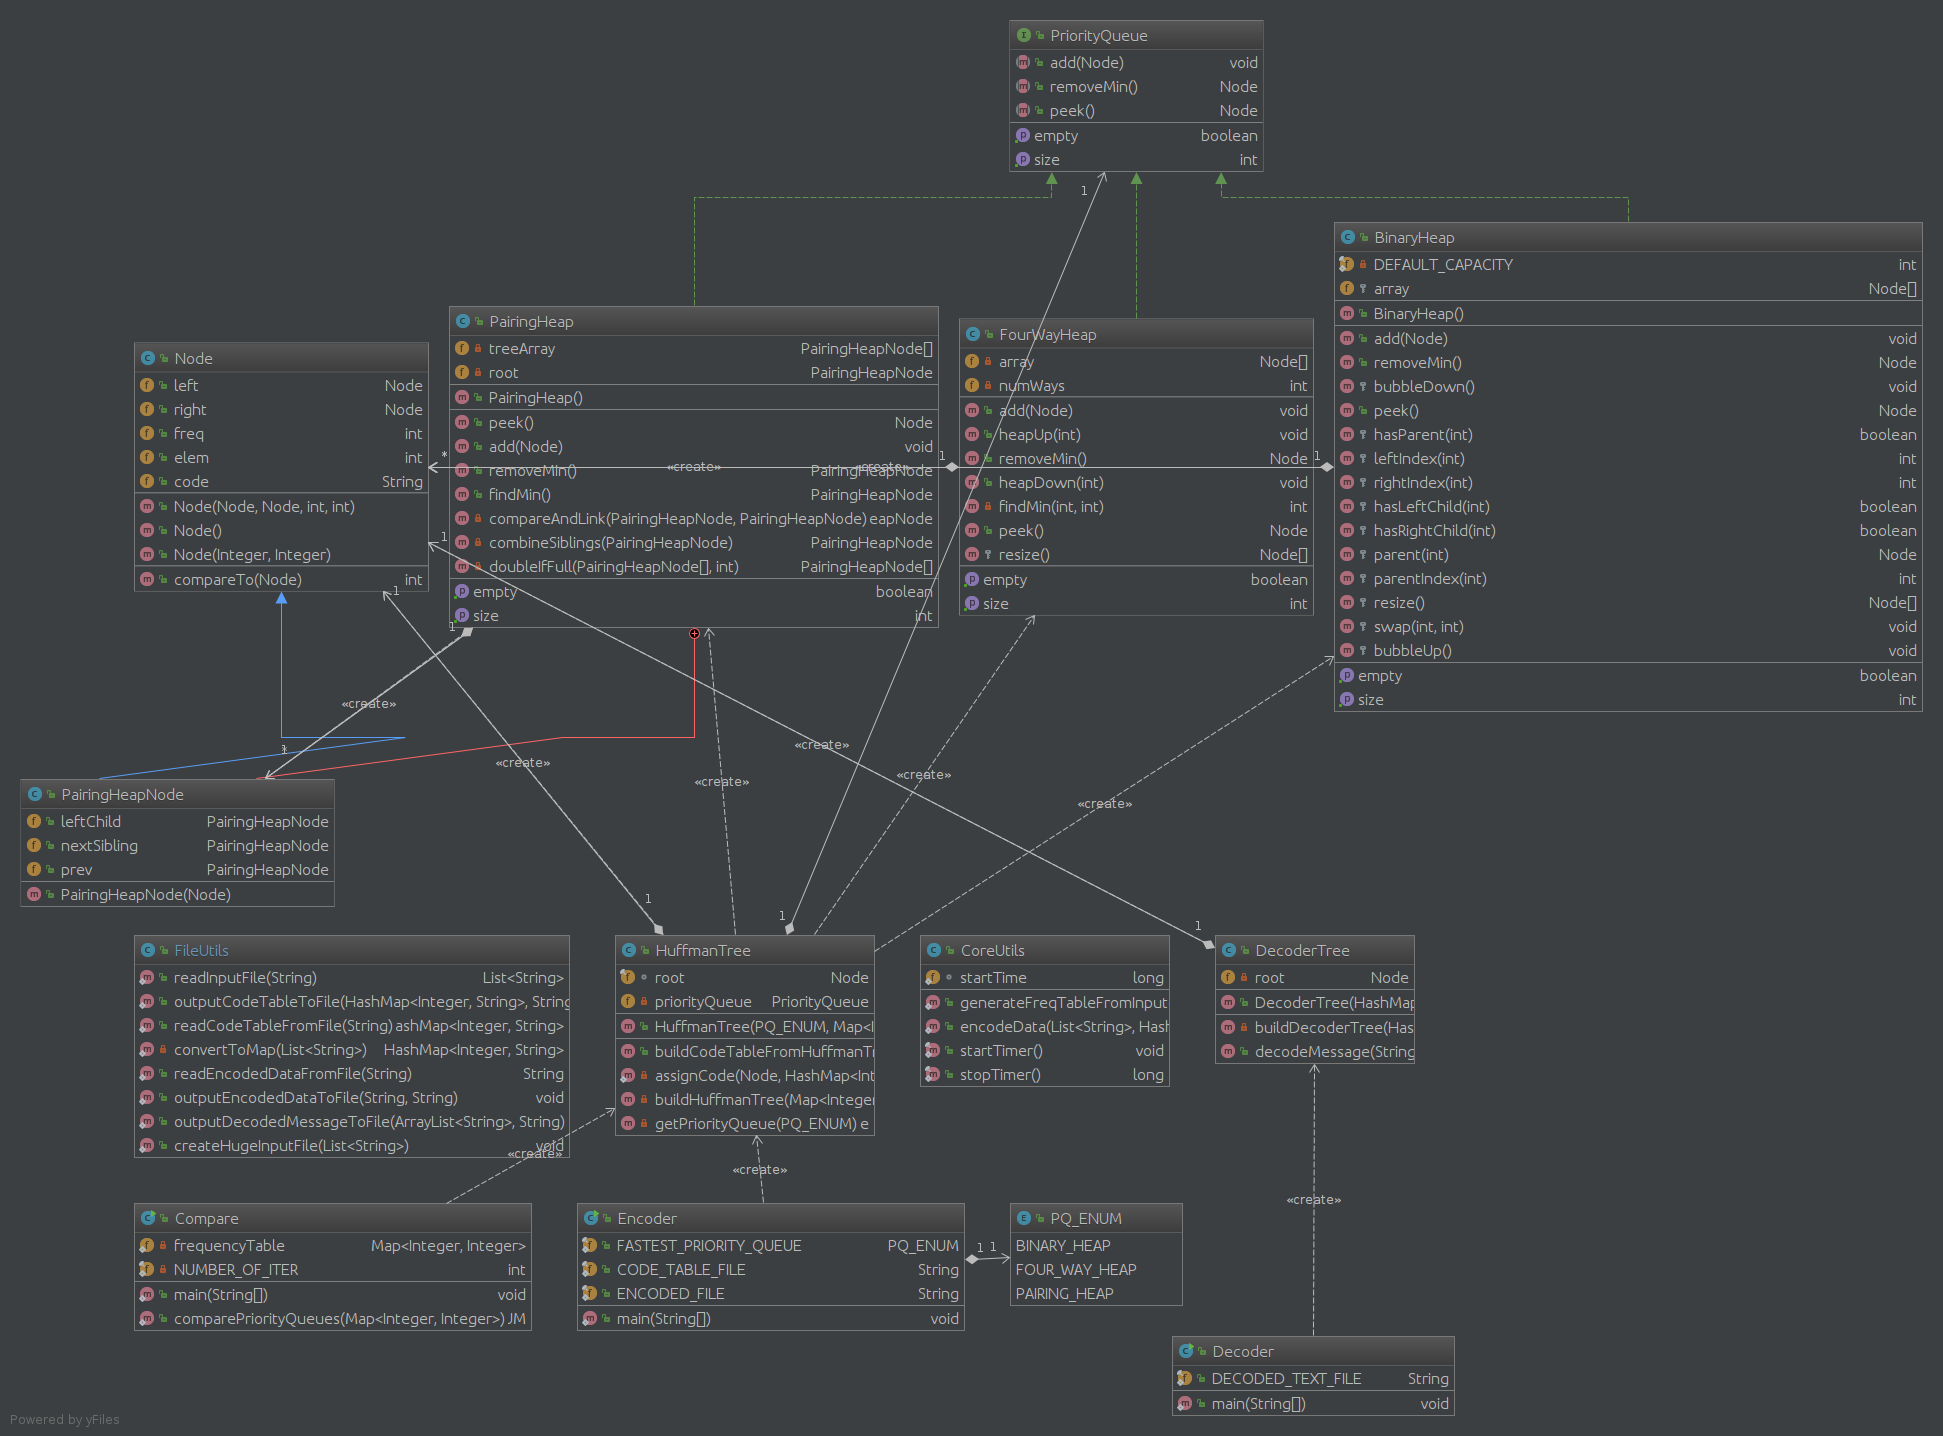 PriorityQueue
add(Node) void
removeMin() Node
peek() Node
empty boolean
size int
1
BinaryHeap
DEFAULT_CAPACITY int
array Node[]
BinaryHeap()
add(Node) void
removeMin() Node
bubbleDown() void
peek() Node
hasParent(int) boolean
leftIndex(int) int
rightIndex(int) int
hasLeftChild(int) boolean
hasRightChild(int) boolean
parent(int) Node
parentIndex(int) int
resize() Node[]
swap(int, int) void
bubbleUp() void
empty boolean
size int
PairingHeap
treeArray PairingHeapNode[]
root PairingHeapNode
PairingHeap()
peek() Node
add(Node) void
removeMin() PairingHeapNode
findMin() PairingHeapNode
compareAndLink(PairingHeapNode, PairingHeapNode) eapNode
combineSiblings(PairingHeapNode) PairingHeapNode
doubleIfFull(PairingHeapNode[], int) PairingHeapNode[]
empty boolean
size int
FourWayHeap
array Node[]
numWays int
add(Node) void
heapUp(int) void
removeMin() Node
heapDown(int) void
findMin(int, int) int
peek() Node
resize() Node[]
empty boolean
size int
Node
left Node
right Node
freq int
elem int
code String
Node(Node, Node, int, int)
Node()
Node(Integer, Integer)
compareTo(Node) int
*
«create»
«create»
1
1
1
1
1
«create»
«create»
«create»
«create»
«create»
«create»
1
1
1
PairingHeapNode
leftChild PairingHeapNode
nextSibling PairingHeapNode
prev PairingHeapNode
PairingHeapNode(Node)
FileUtils
readInputFile(String) List<String>
outputCodeTableToFile(HashMap<Integer, String>, String
readCodeTableFromFile(String) ashMap<Integer, String>
convertToMap(List<String>) HashMap<Integer, String>
readEncodedDataFromFile(String) String
outputEncodedDataToFile(String, String) void
outputDecodedMessageToFile(ArrayList<String>, String)
createHugeInputFile(List<String>) void
HuffmanTree
root Node
priorityQueue PriorityQueue
HuffmanTree(PQ_ENUM, Map<I
buildCodeTableFromHuffmanTr
assignCode(Node, HashMap<Int
buildHuffmanTree(Map<Integer
getPriorityQueue(PQ_ENUM) e
CoreUtils
startTime long
generateFreqTableFromInput
encodeData(List<String>, Hash
startTimer() void
stopTimer() long
DecoderTree
root Node
DecoderTree(HashMap
buildDecoderTree(Has
decodeMessage(String
«create»
«create»
«create»
Compare
frequencyTable Map<Integer, Integer>
NUMBER_OF_ITER int
main(String[]) void
comparePriorityQueues(Map<Integer, Integer>) JM
Encoder
FASTEST_PRIORITY_QUEUE PQ_ENUM
CODE_TABLE_FILE String
ENCODED_FILE String
main(String[]) void
1 1
PQ_ENUM
BINARY_HEAP
FOUR_WAY_HEAP
PAIRING_HEAP
Decoder
DECODED_TEXT_FILE String
main(String[]) void
Powered by yFiles